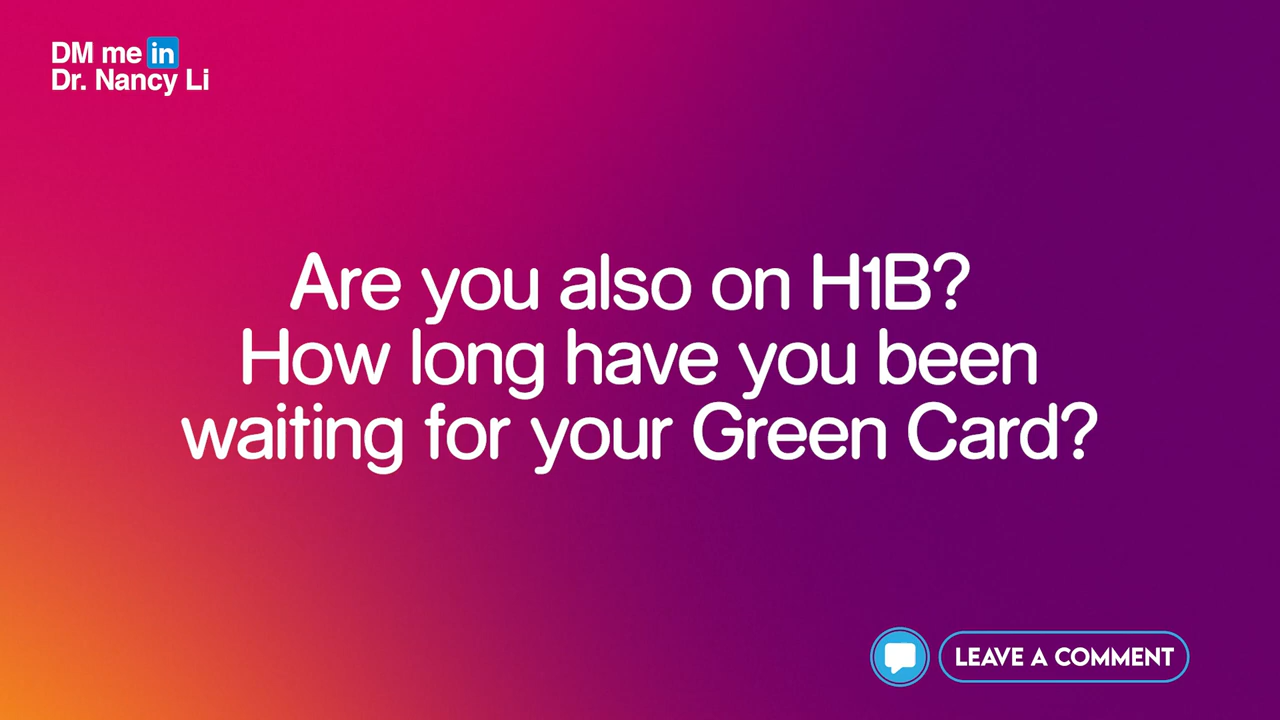 DM me in
Dr. Nancy Li
Are you also on H1B?
How long have you been
waiting for your Green Card?
LEAVE A COMMENT